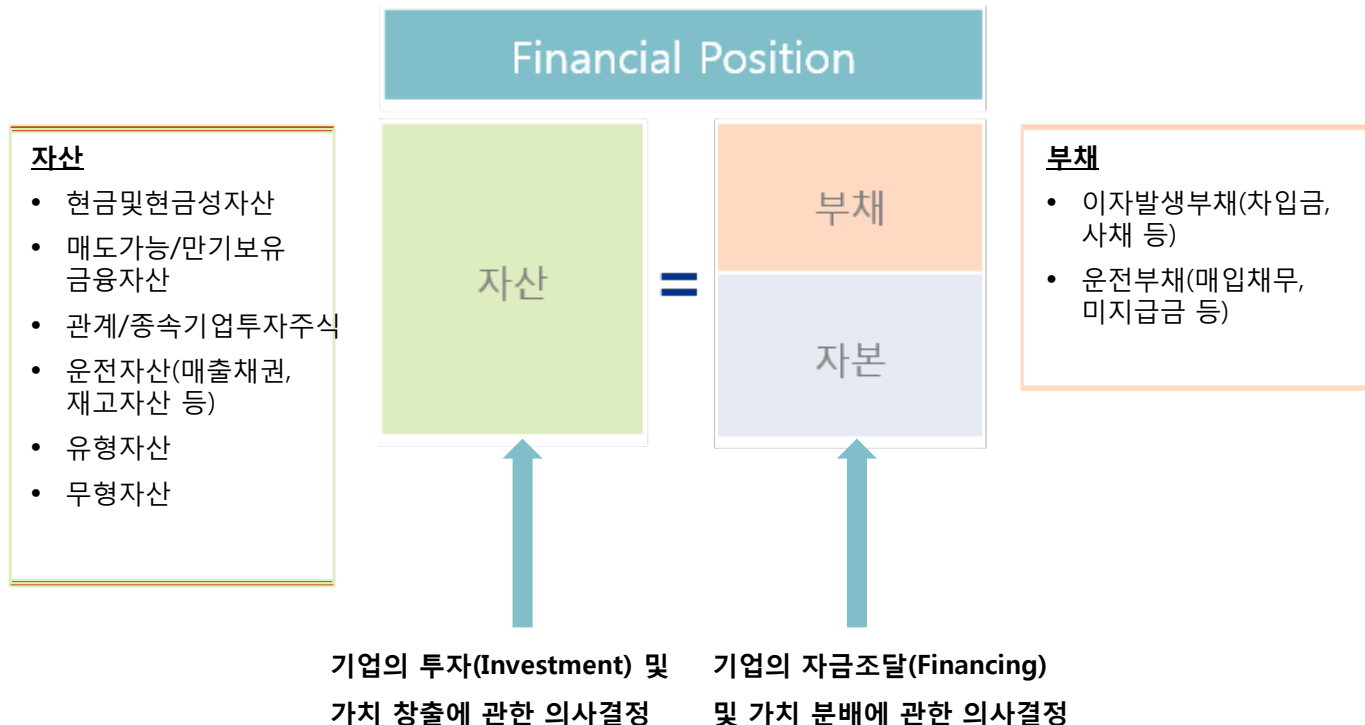 Financial Position
자산
• 현금및현금성자산
• 매도가능/만기보유
금융자산
• 관계/종속기업투자주식
• 운전자산(매출채권,
재고자산 등)
• 유형자산
• 무형자산
자산
=
부채
자본
부채
• 이자발생부채(차입금,
사채 등)
• 운전부채(매입채무,
미지급금 등)
기업의 투자(Investment) 및
가치 창출에 관한 의사결정
기업의 자금조달(Financing)
및 가치 분배에 관한 의사결정